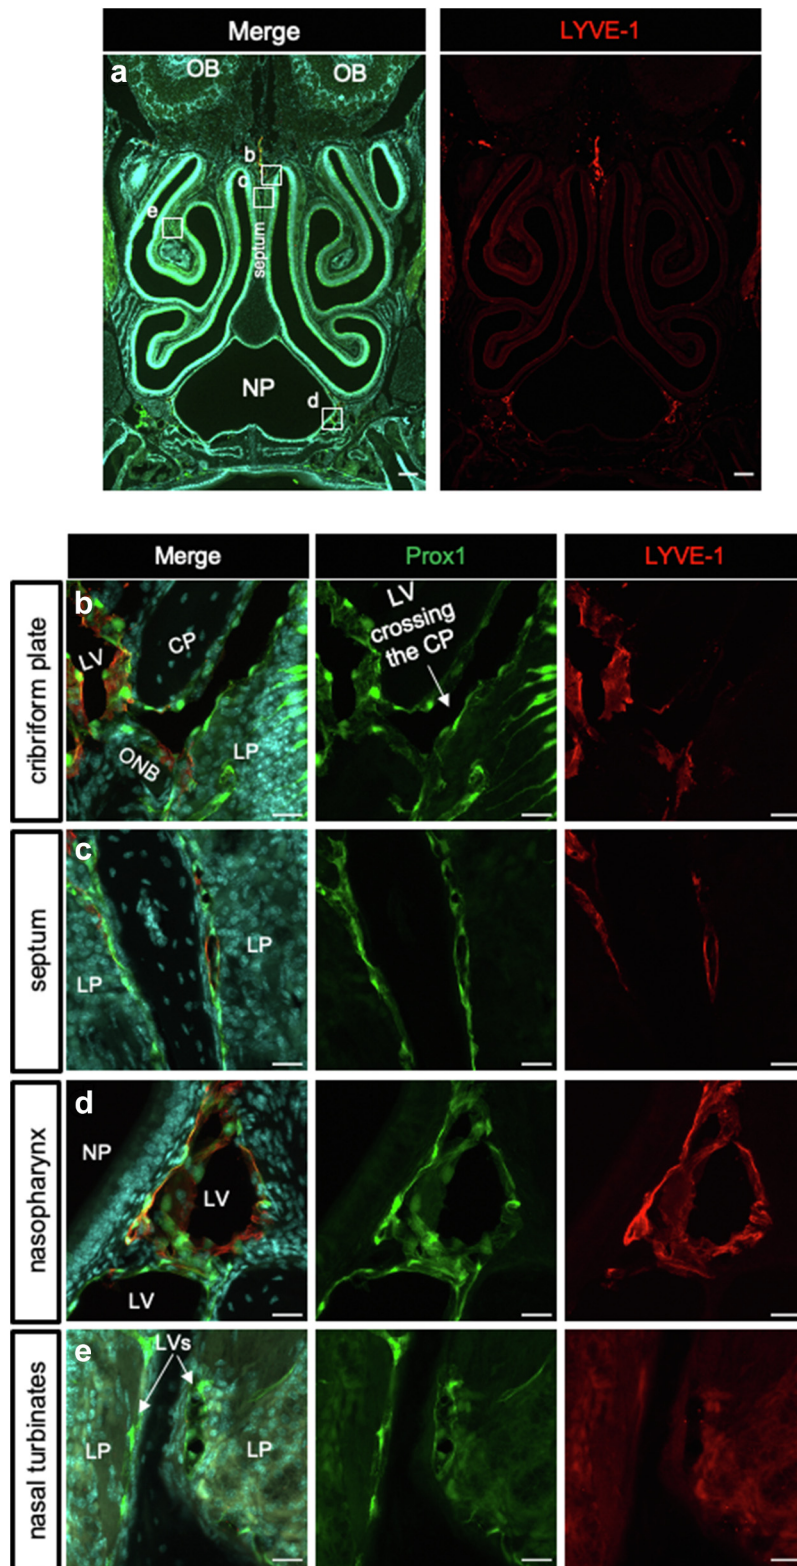 Merge
LYVE-1
a
OB
OB
b
c
e
septum
NP
d
Merge
Prox1
LYVE-1
cribriform plate
b
CP
LV
ONB
LP
LV
crossing
the CP
septum
c
LP
LP
nasopharynx
d
NP
LV
LV
nasal turbinates
e
LVs
LP
LP